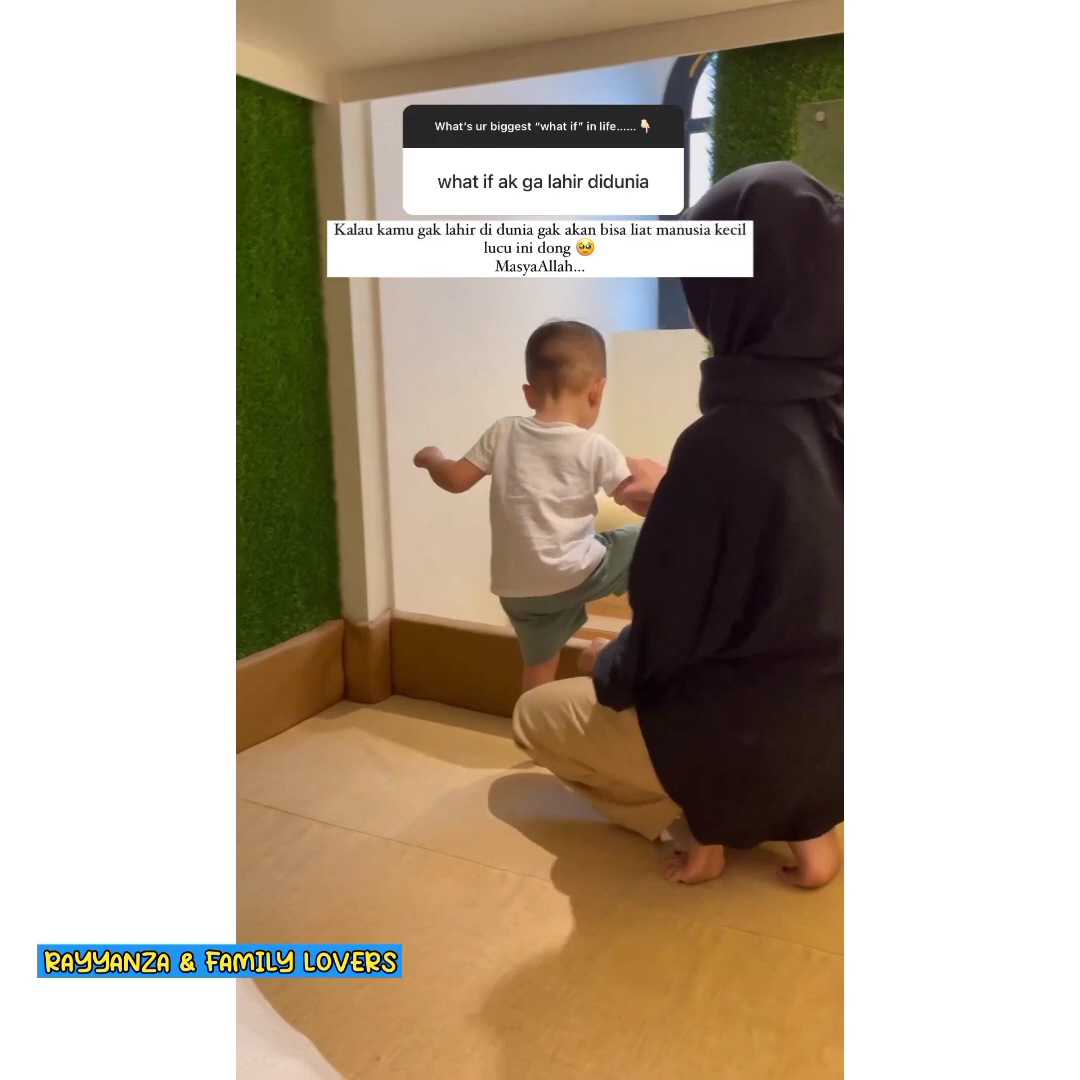 What's ur biggest "what if" in life...... 👇🏻
what if ak ga lahir didunia
Kalau kamu gak lahir di dunia gak akan bisa liat manusia kecil
lucu ini dong 🥹
MasyaAllah...
RAYYANZA & FAMILY LOVERS